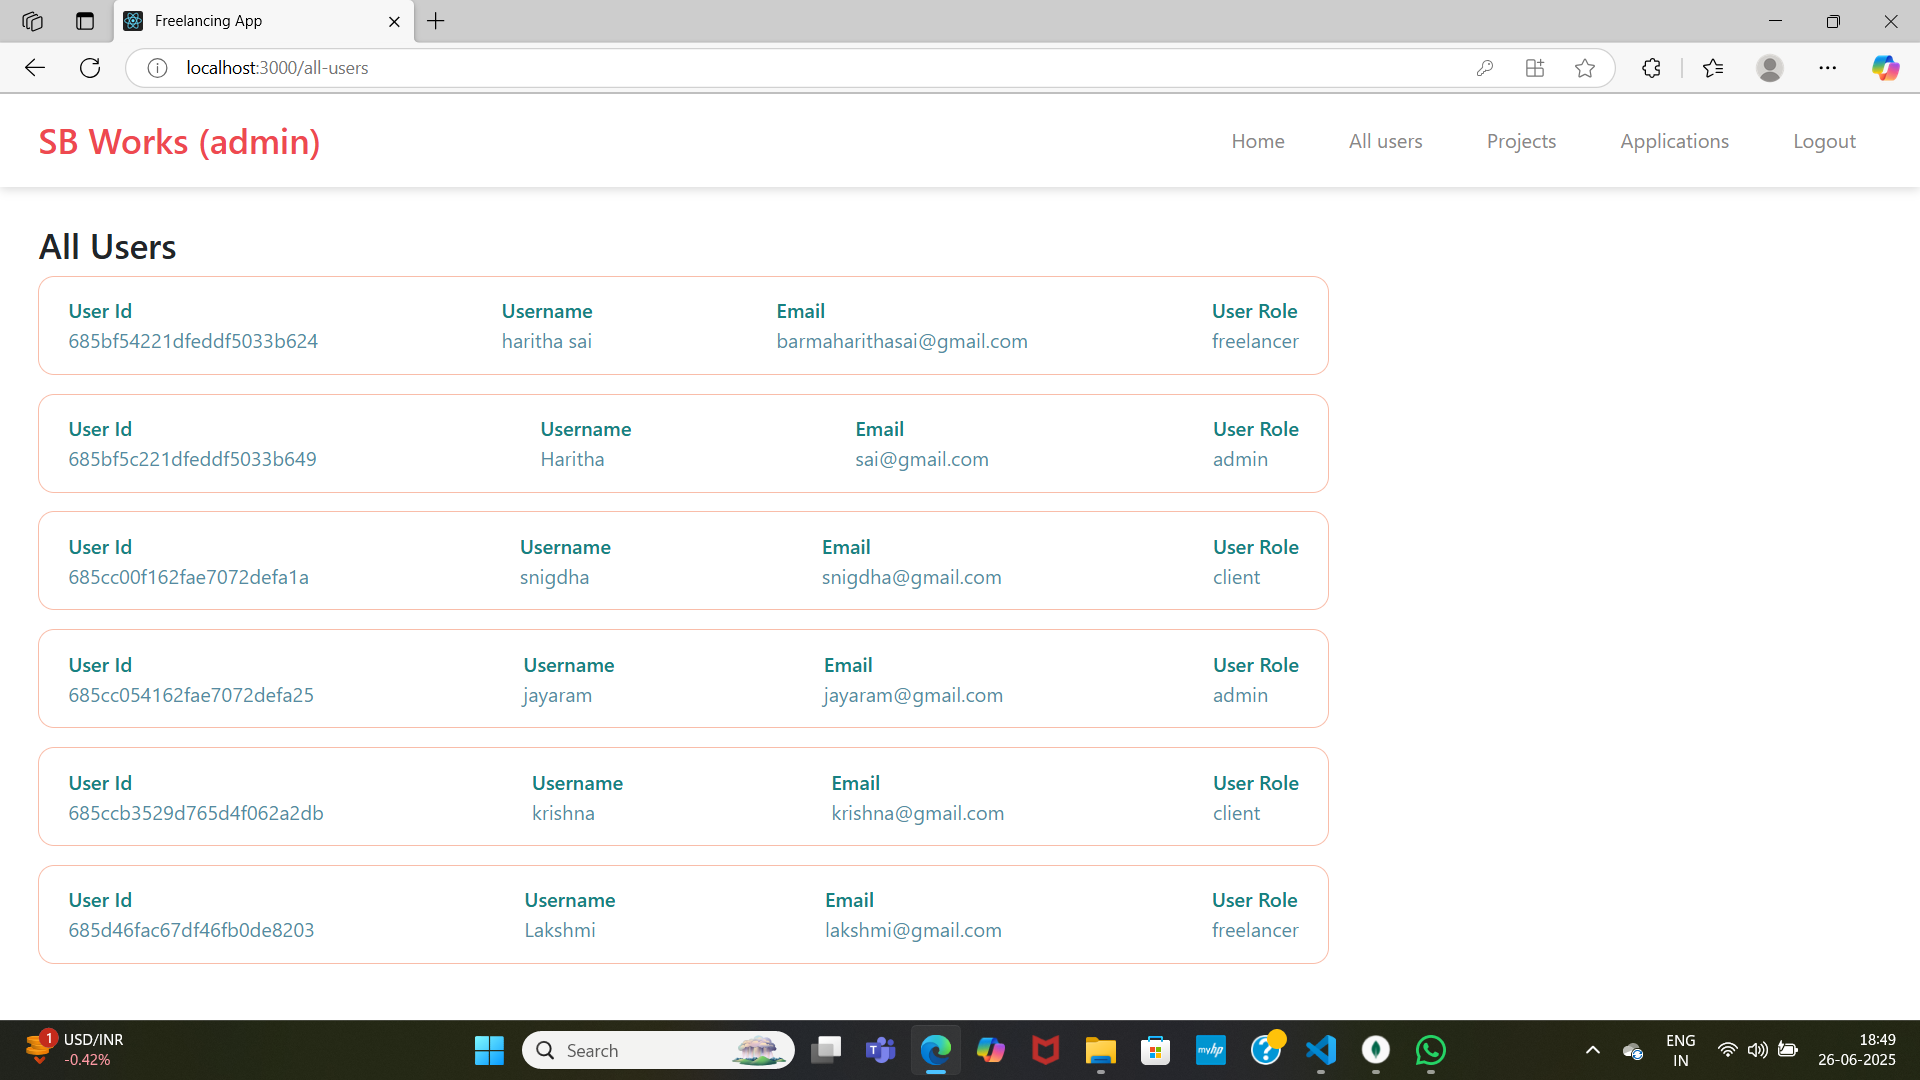 Freelancing App
localhost:3000/all-users
SB Works (admin)
Home All users Projects Applications Logout
All Users
User Id Username Email User Role
685bf54221dfeddf5033b624 haritha sai barmaharithasai@gmail.com freelancer
User Id Username Email User Role
685bf5c221dfeddf5033b649 Haritha sai@gmail.com admin
User Id Username Email User Role
685cc00f162fae7072defa1a snigdha snigdha@gmail.com client
User Id Username Email User Role
685cc054162fae7072defa25 jayaram jayaram@gmail.com admin
User Id Username Email User Role
685ccb3529d765d4f062a2db krishna krishna@gmail.com client
User Id Username Email User Role
685d46fac67df46fb0de8203 Lakshmi lakshmi@gmail.com freelancer
1 USD/INR
-0.42%
Search
myhp
ENG
IN
18:49
26-06-2025